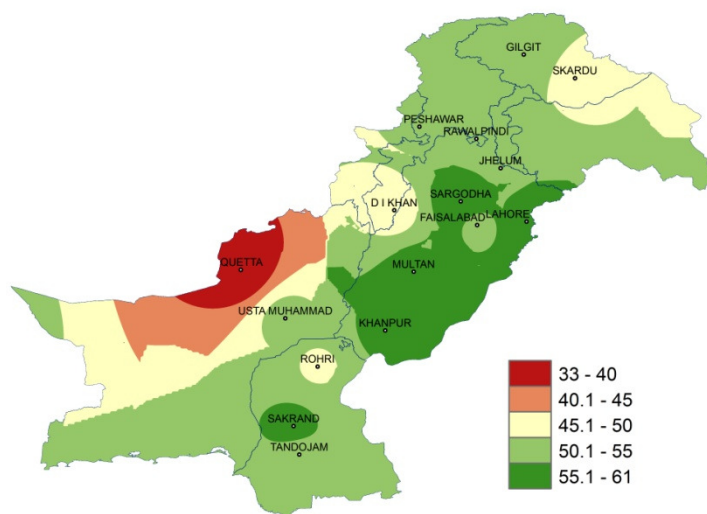 GILGIT
SKARDU
PESHAWAR
RAWALPINDI
JHELUM
SARGODHA
D I KHAN
FAISALABAD
LAHORE
QUETTA
MULTAN
USTA MUHAMMAD
KHANPUR
ROHRI
SAKRAND
TANDOJAM
33 - 40
40.1 - 45
45.1 - 50
50.1 - 55
55.1 - 61